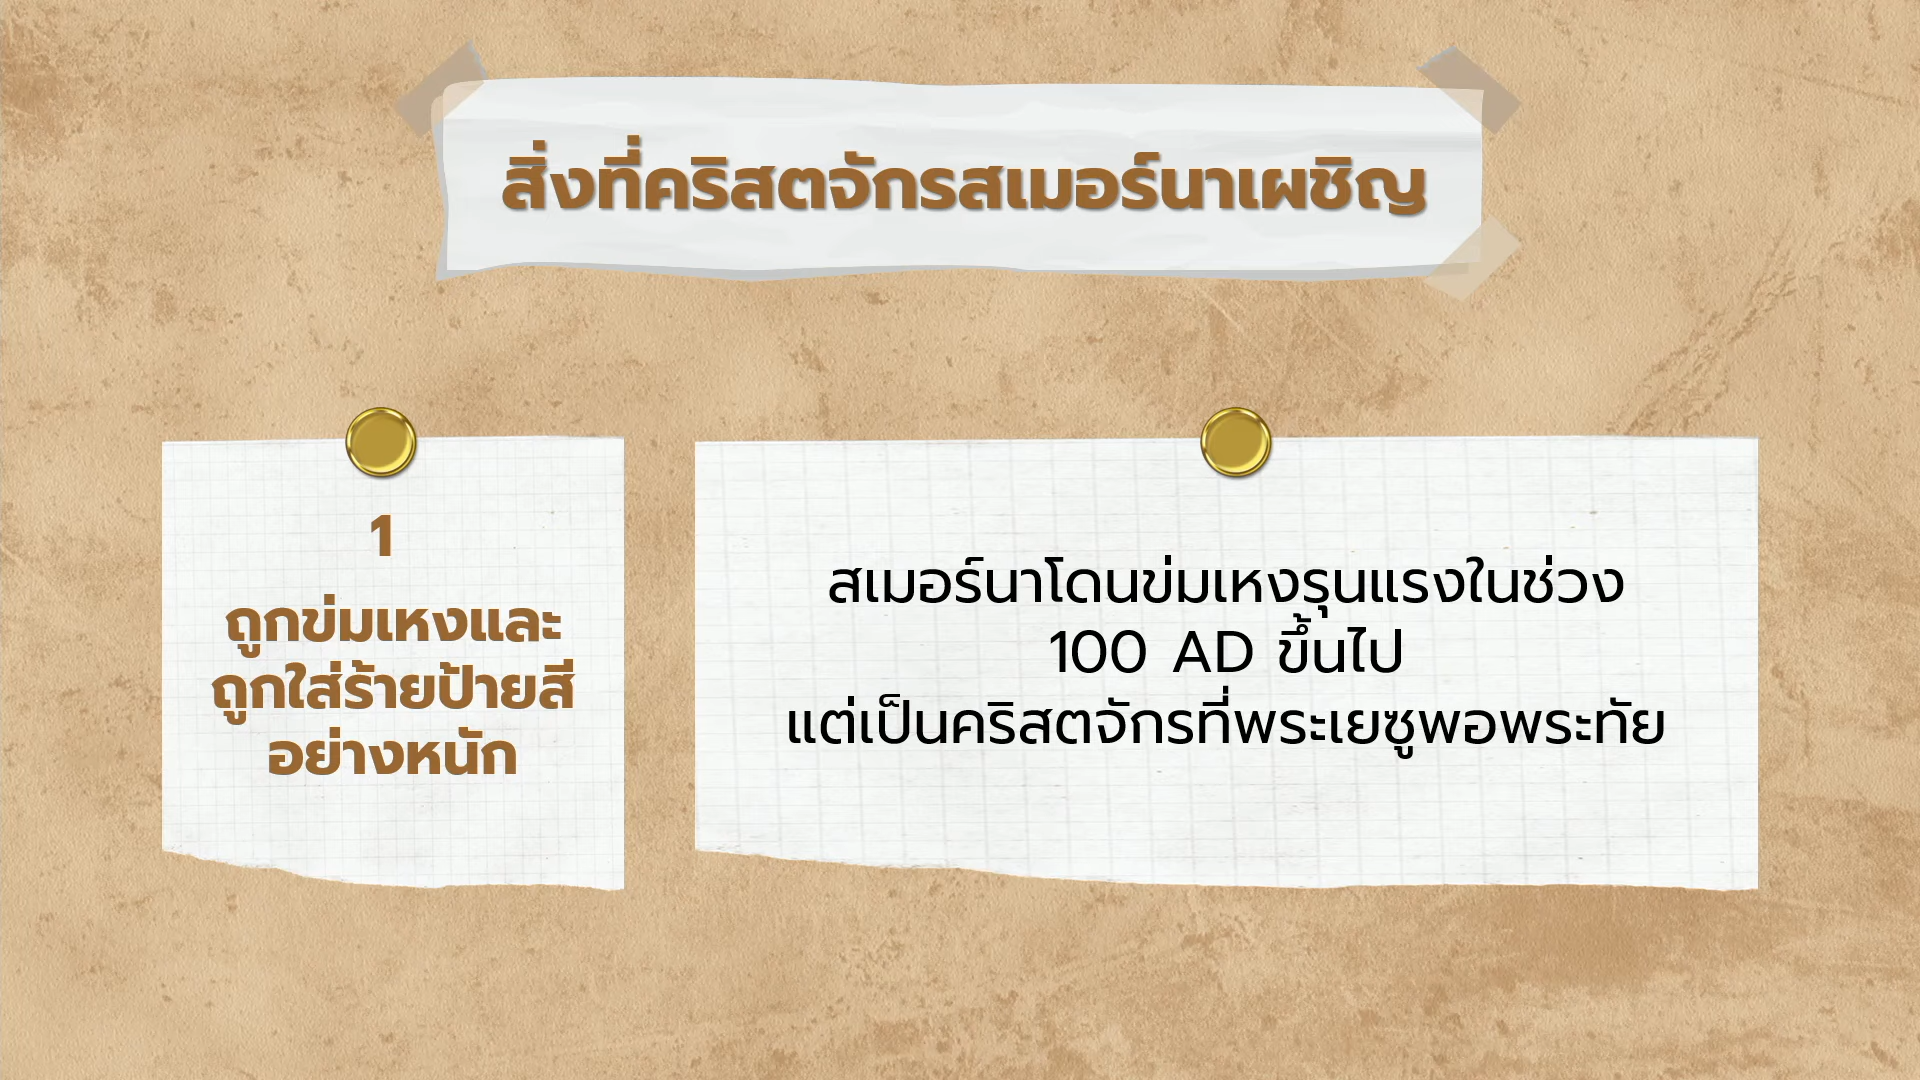 สิ่งที่คริสตจักรสเมอร์นาเผชิญ
1
ถูกข่มเหงและ
ถูกใส่ร้ายป้ายสี
อย่างหนัก
สเมอร์นาโดนข่มเหงรุนแรงในช่วง
100 AD ขึ้นไป
แต่เป็นคริสตจักรที่พระเยซูพอพระทัย